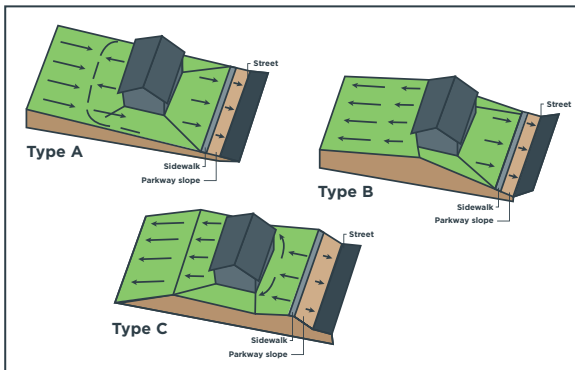 Street
Type A
Sidewalk
Parkway slope
Street
Type B
Sidewalk
Parkway slope
Street
Type C
Sidewalk
Parkway slope